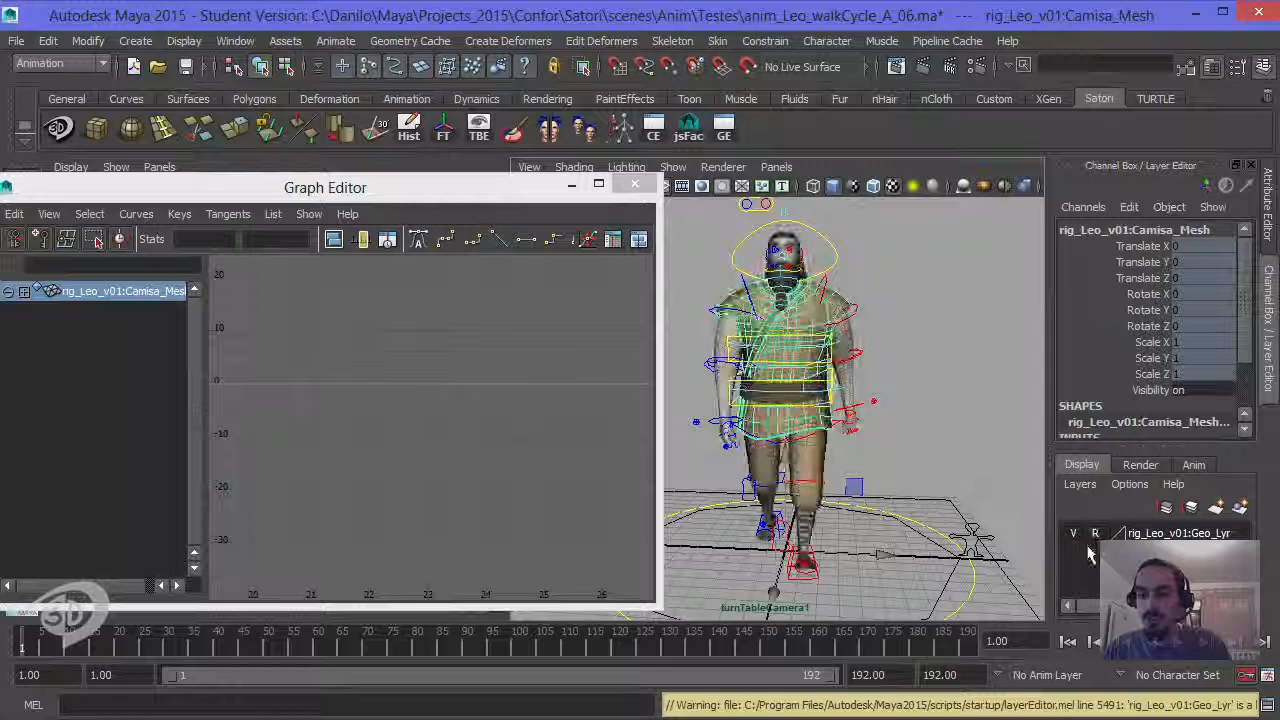 Autodesk Maya 2015 - Student Version: C:\Danilo\Maya\Projects_2015\Confor\Satori\scenes\Anim\Testes\anim_Leo_walkCycle_A_06.ma* --- rig_Leo_v01:Camisa_Mesh
File Edit Modify Create Display Window Assets Animate Geometry Cache Create Deformers Edit Deformers Skeleton Skin Constrain Character Muscle Pipeline Cache Help
Animation No Live Surface
General Curves Surfaces Polygons Deformation Animation Dynamics Rendering PaintEffects Toon Muscle Fluids Fur nHair nCloth Custom XGen Satori TURTLE
30 Hist FT TBE CE jsFac GE
Display Show Panels View Shading Lighting Show Renderer Panels
Channel Box / Layer Editor
Graph Editor
Edit View Select Curves Keys Tangents List Show Help
Stats
rig_Leo_v01:Camisa_Mes
20
10
0
-10
-20
-30
20 21 22 23 24 25 26
turnTableCamera1
Channels Edit Object Show
rig_Leo_v01:Camisa_Mesh
Translate X 0
Translate Y 0
Translate Z 0
Rotate X 0
Rotate Y 0
Rotate Z 0
Scale X 1
Scale Y 1
Scale Z 1
Visibility on
SHAPES
rig_Leo_v01:Camisa_Mesh...
INPUTS
Display Render Anim
Layers Options Help
V R rig_Leo_v01:Geo_Lyr
Attribute Editor
Channel Box / Layer Editor
3D
1 5 10 15 20 25 30 35 40 45 50 55 60 65 70 75 80 85 90 95 100 105 110 115 120 125 130 135 140 145 150 155 160 165 170 175 180 185 190 1.00
1.00 1.00 1 192 192.00 192.00 No Anim Layer No Character Set
MEL // Warning: file: C:/Program Files/Autodesk/Maya2015/scripts/startup/layerEditor.mel line 5491: 'rig_Leo_v01:Geo_Lyr' is a l